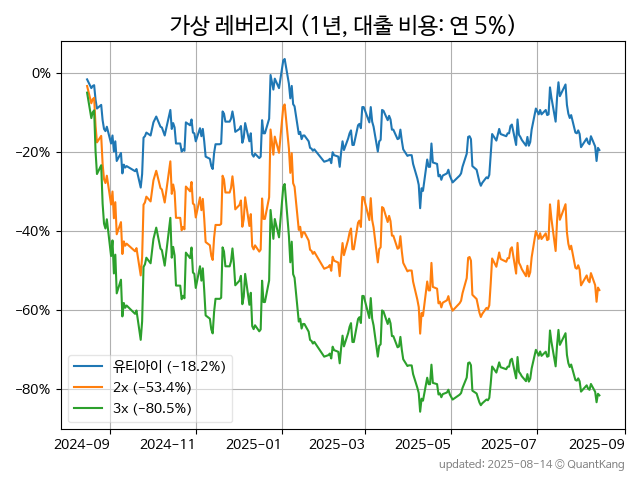 가상 레버리지 (1년, 대출 비용: 연 5%)
0%
−20%
−40%
−60%
−80%
유티아이 (−18.2%)
2x (−53.4%)
3x (−80.5%)
2024-09
2024-11
2025-01
2025-03
2025-05
2025-07
2025-09
updated: 2025-08-14 © QuantKang